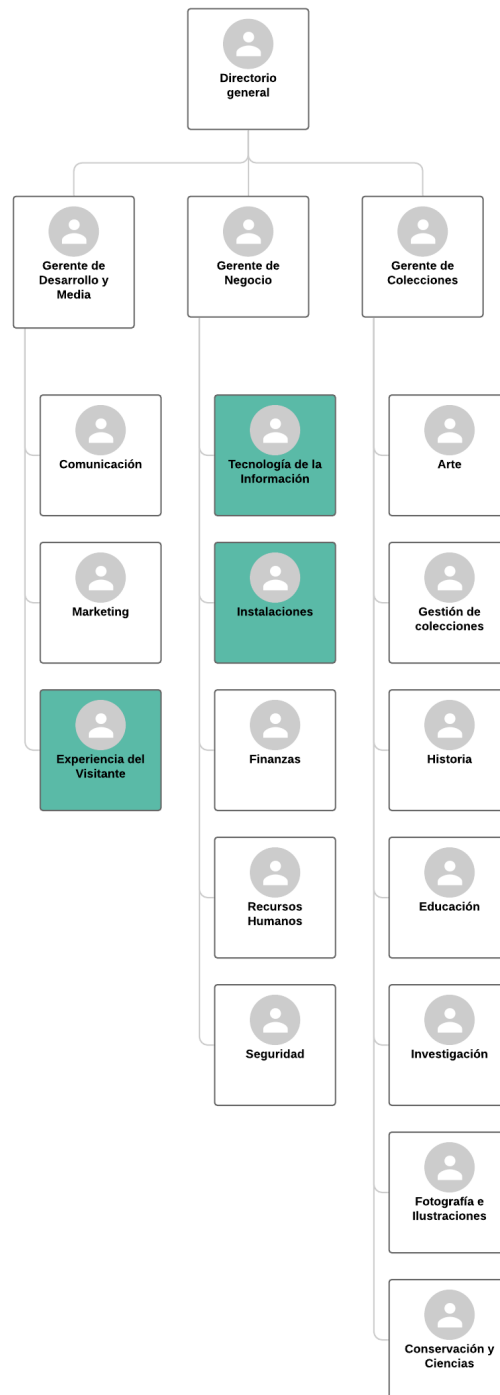 Directorio
general
Gerente de
Desarrollo y
Media
Gerente de
Negocio
Gerente de
Colecciones
Comunicación
Marketing
Experiencia del
Visitante
Tecnología de la
Información
Instalaciones
Finanzas
Recursos
Humanos
Seguridad
Arte
Gestión de
colecciones
Historia
Educación
Investigación
Fotografía e
Ilustraciones
Conservación y
Ciencias